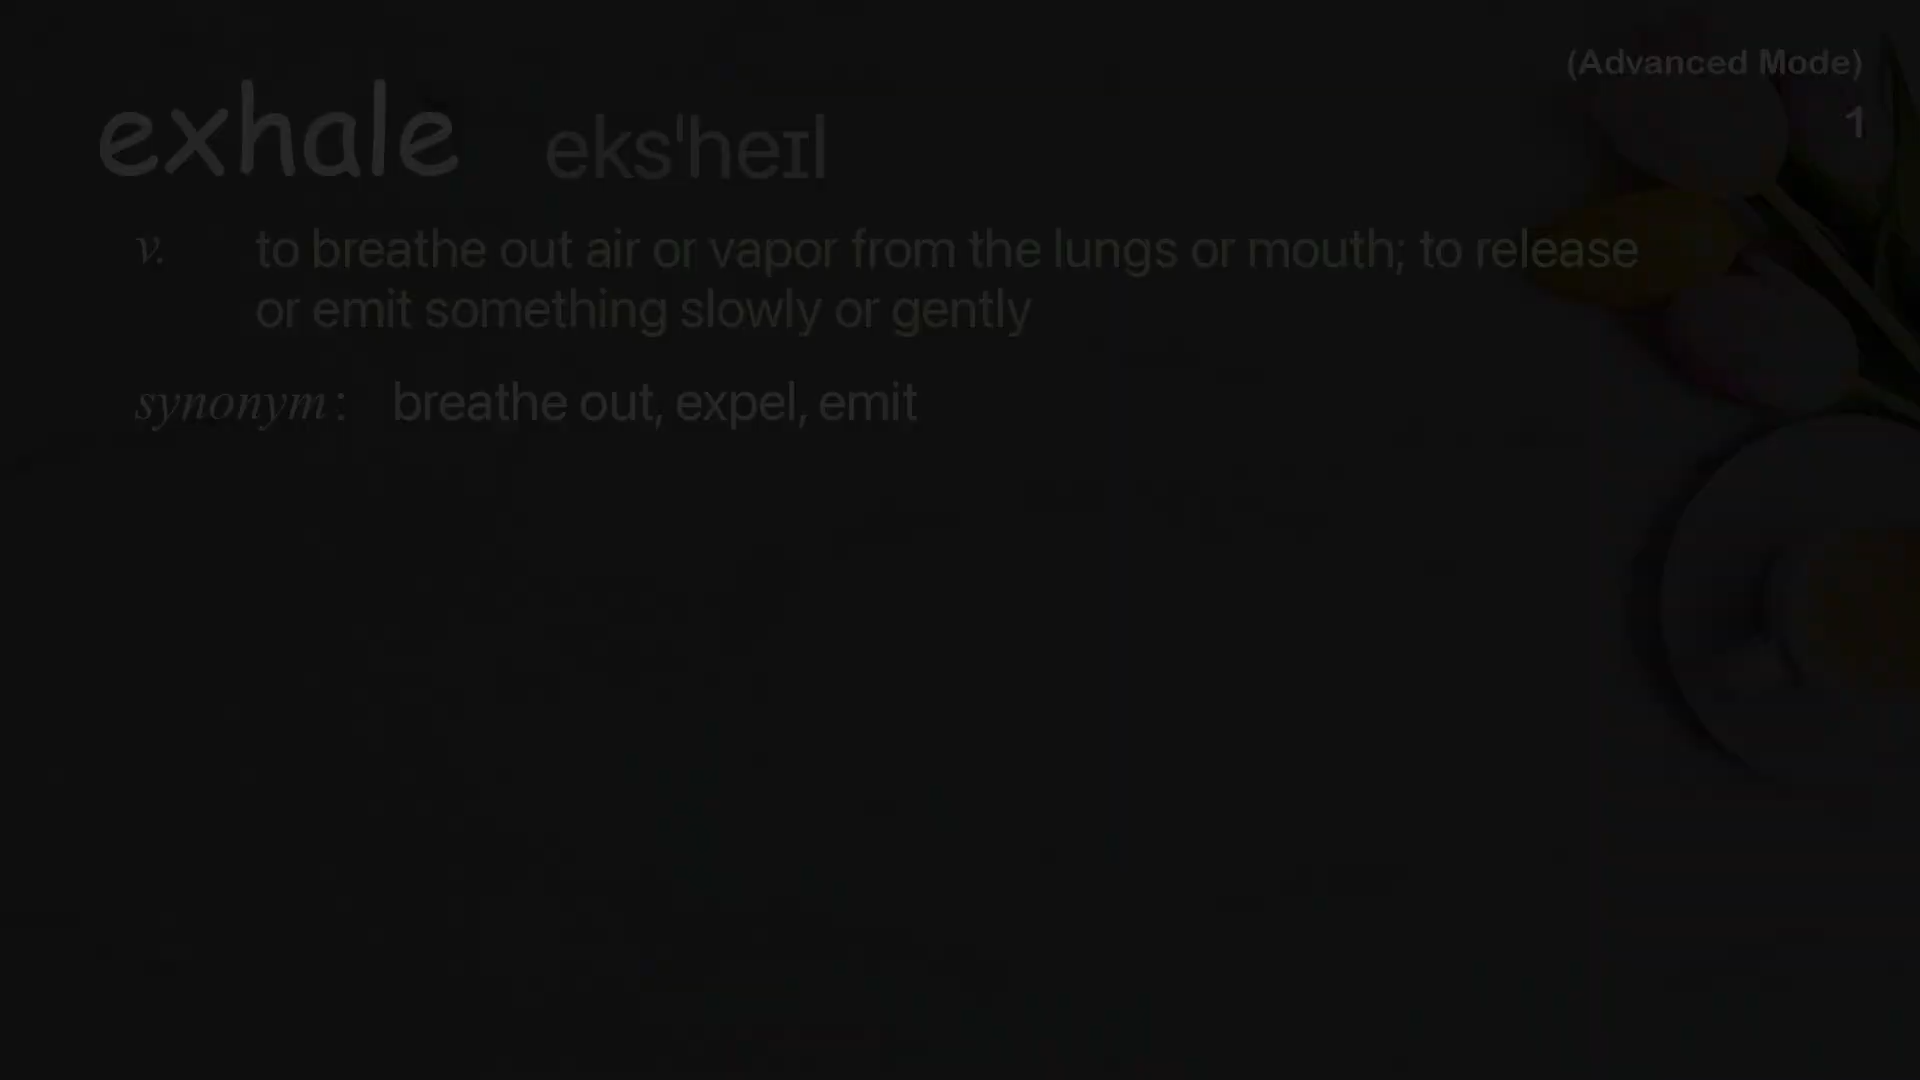 (Advanced Mode)
exhale eksˈheɪl
1
v. to breathe out air or vapor from the lungs or mouth; to release
or emit something slowly or gently
synonym: breathe out, expel, emit